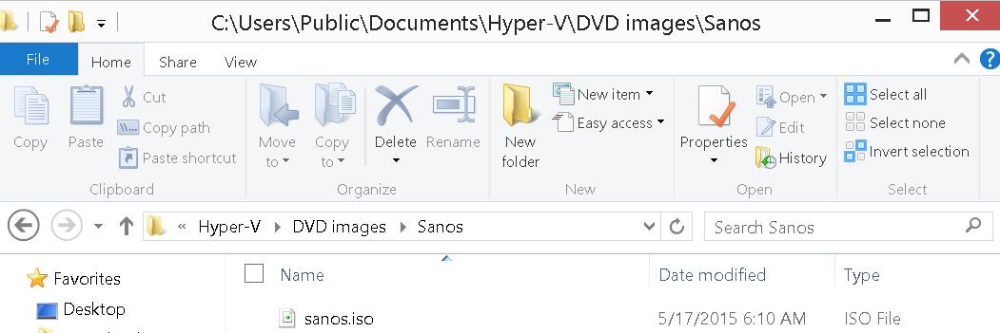 C:\Users\Public\Documents\Hyper-V\DVD images\Sanos
File Home Share View
Copy
Paste
Cut
Copy path
Paste shortcut
Clipboard
Move to
Copy to
Delete
Rename
Organize
New folder
New item
Easy access
New
Properties
Open
Edit
History
Open
Select all
Select none
Invert selection
Select
« Hyper-V DVD images Sanos
Search Sanos
Favorites
Desktop
Name Date modified Type
sanos.iso 5/17/2015 6:10 AM ISO File